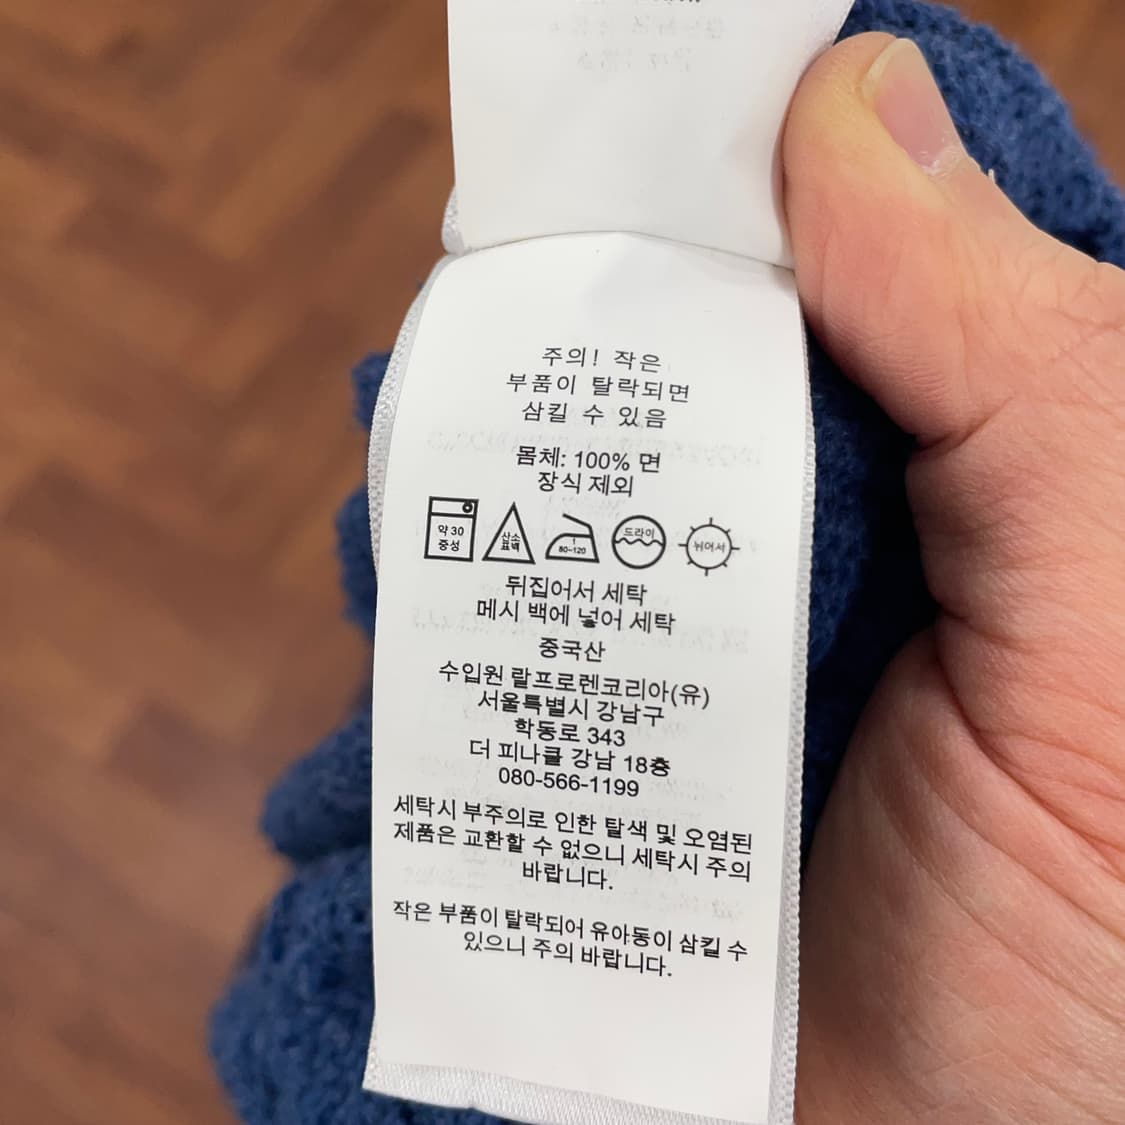 주의! 작은
부품이 탈락되면
삼킬 수 있음
몸체: 100% 면
장식 제외
약 30
중성
산소
표백
1
80~120
드라이
뉘어서
뒤집어서 세탁
메시 백에 넣어 세탁
중국산
수입원 랄프로렌코리아(유)
서울특별시 강남구
학동로 343
더 피나클 강남 18층
080-566-1199
세탁시 부주의로 인한 탈색 및 오염된
제품은 교환할 수 없으니 세탁시 주의
바랍니다.
작은 부품이 탈락되어 유아동이 삼킬 수
있으니 주의 바랍니다.